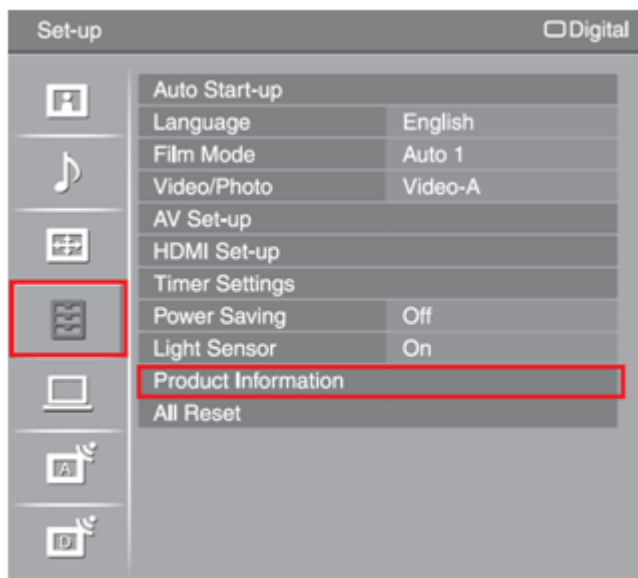 Set-up Digital
Auto Start-up
Language English
Film Mode Auto 1
Video/Photo Video-A
AV Set-up
HDMI Set-up
Timer Settings
Power Saving Off
Light Sensor On
Product Information
All Reset
A
D